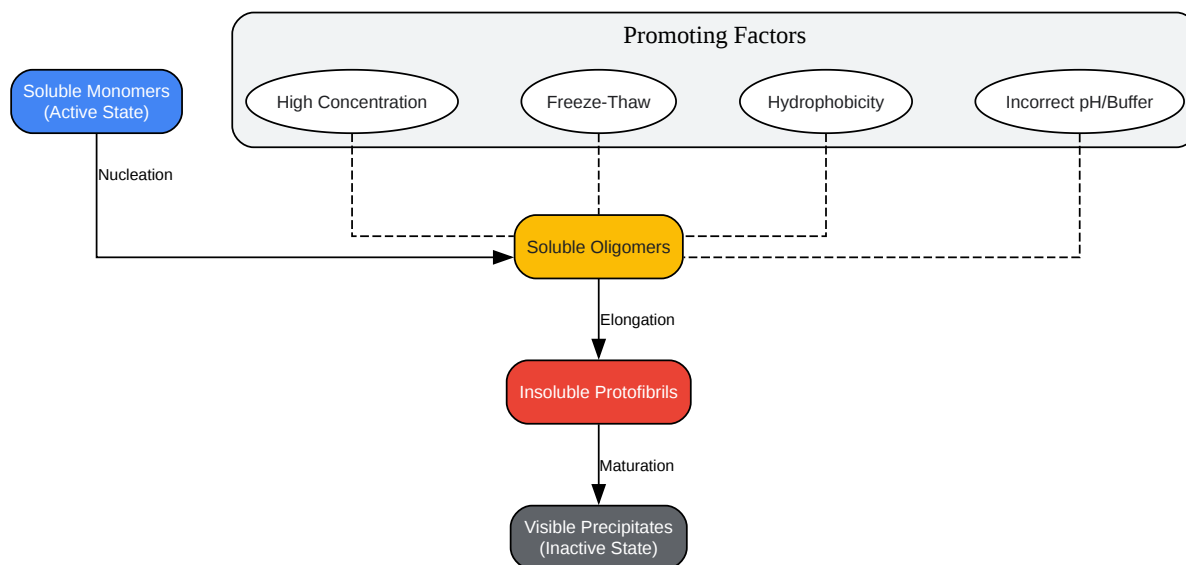 Promoting Factors
Soluble Monomers
(Active State)
High Concentration
Freeze-Thaw
Hydrophobicity
Incorrect pH/Buffer
Nucleation
Soluble Oligomers
Elongation
Insoluble Protofibrils
Maturation
Visible Precipitates
(Inactive State)